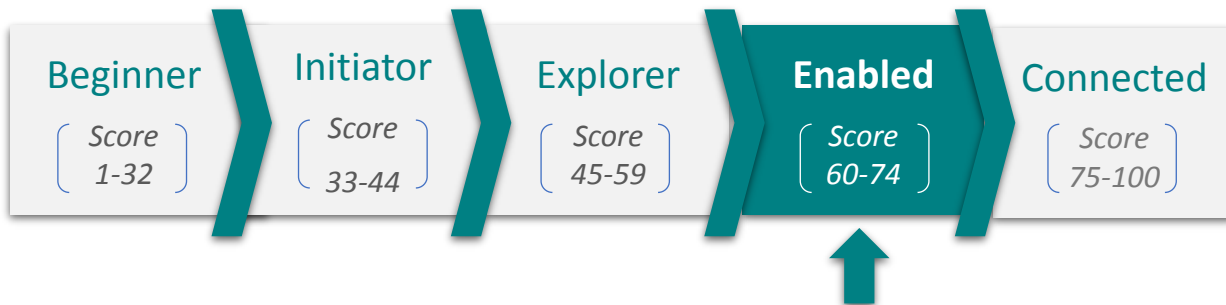 Beginner
Score
1-32
Initiator
Score
33-44
Explorer
Score
45-59
Enabled
Score
60-74
Connected
Score
75-100